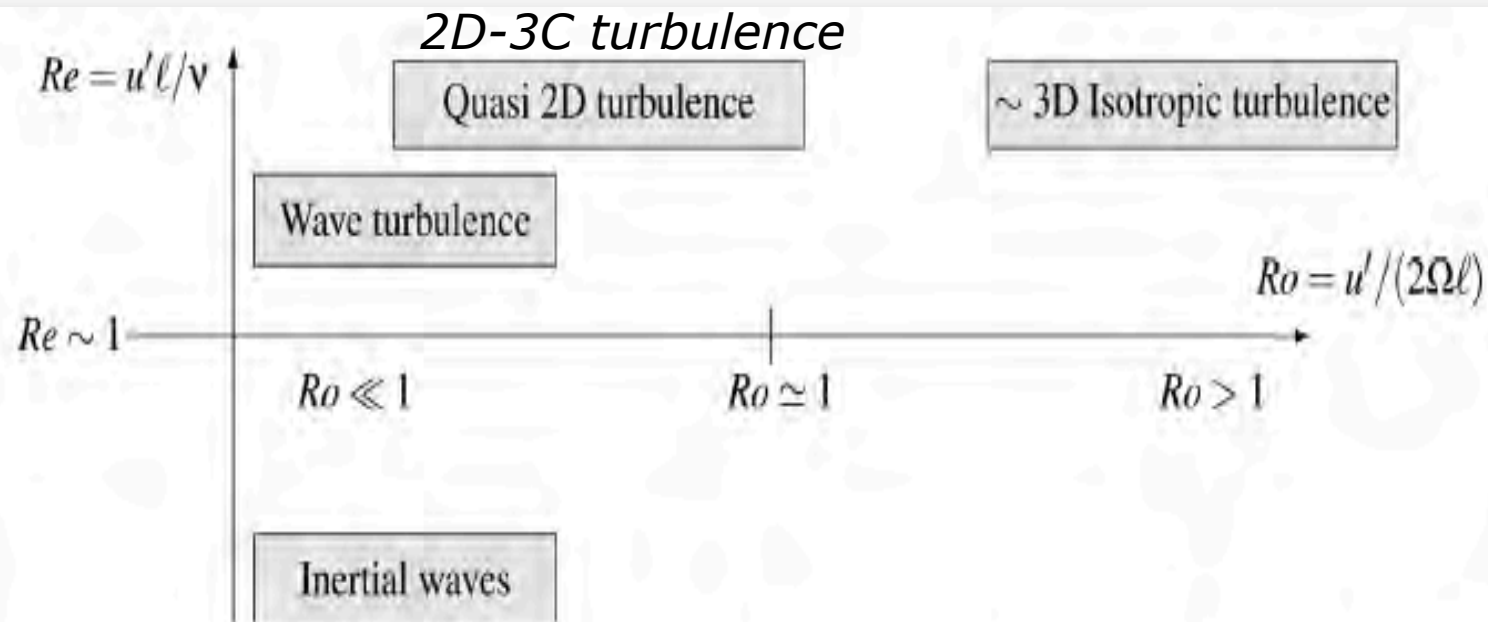 2D-3C turbulence
Re = u′ℓ/ν
Quasi 2D turbulence
~ 3D Isotropic turbulence
Wave turbulence
Ro = u′/(2Ωℓ)
Re ~ 1
Ro ≪ 1
Ro ≃ 1
Ro > 1
Inertial waves